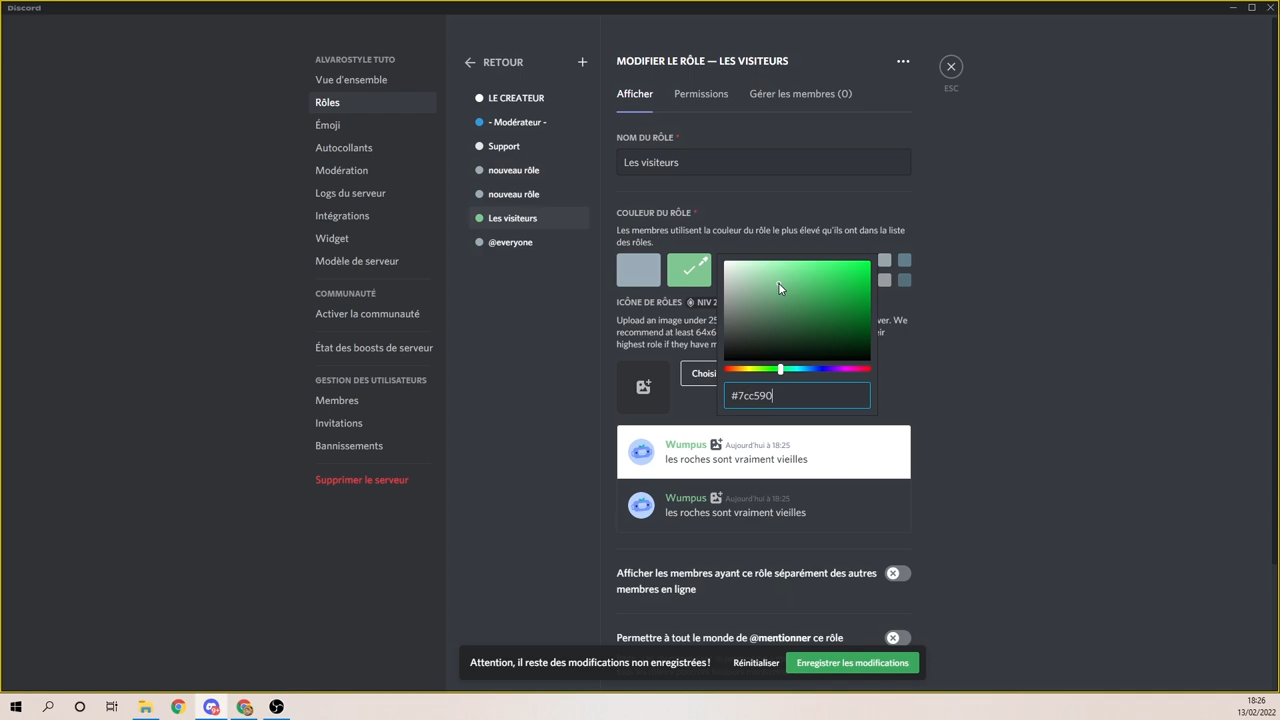 Discord
ALVAROSTYLE TUTO
Vue d'ensemble
Rôles
Émoji
Autocollants
Modération
Logs du serveur
Intégrations
Widget
Modèle de serveur
COMMUNAUTÉ
Activer la communauté
État des boosts de serveur
GESTION DES UTILISATEURS
Membres
Invitations
Bannissements
Supprimer le serveur
RETOUR
LE CREATEUR
- Modérateur -
Support
nouveau rôle
nouveau rôle
Les visiteurs
@everyone
MODIFIER LE RÔLE — LES VISITEURS
ESC
Afficher Permissions Gérer les membres (0)
NOM DU RÔLE *
Les visiteurs
COULEUR DU RÔLE *
Les membres utilisent la couleur du rôle le plus élevé qu'ils ont dans la liste
des rôles.
ICÔNE DE RÔLES NIV 2
Upload an image under 25 ver. We
recommend at least 64x6 eir
highest role if they have m
Choisi
#7cc590
Wumpus Aujourd'hui à 18:25
les roches sont vraiment vieilles
Wumpus Aujourd'hui à 18:25
les roches sont vraiment vieilles
Afficher les membres ayant ce rôle séparément des autres
membres en ligne
Permettre à tout le monde de @mentionner ce rôle
Attention, il reste des modifications non enregistrées ! Réinitialiser Enregistrer les modifications
18:26
13/02/2022